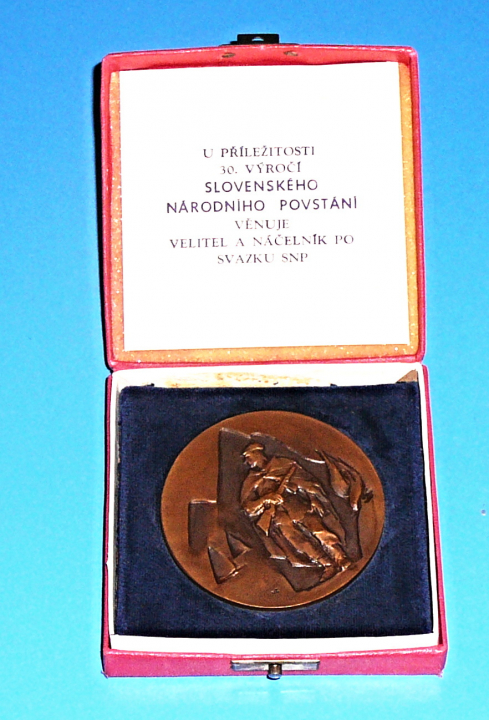 U PŘÍLEŽITOSTI
30. VÝROČÍ
SLOVENSKÉHO
NÁRODNÍHO POVSTÁNÍ
VĚNUJE
VELITEL A NÁČELNÍK PO
SVAZKU SNP